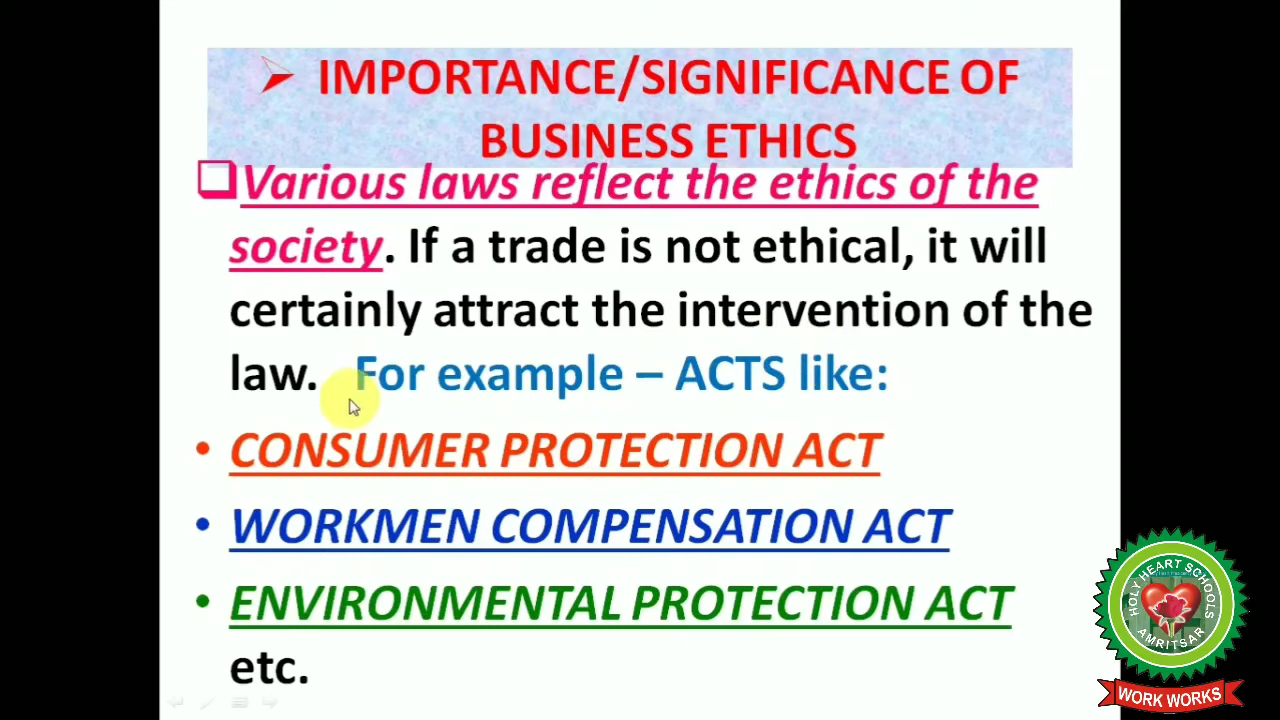 ➢ IMPORTANCE/SIGNIFICANCE OF
BUSINESS ETHICS
❑Various laws reflect the ethics of the
society. If a trade is not ethical, it will
certainly attract the intervention of the
law. For example – ACTS like:
• CONSUMER PROTECTION ACT
• WORKMEN COMPENSATION ACT
• ENVIRONMENTAL PROTECTION ACT
etc.
HOLY HEART SCHOOLS
AMRITSAR
WORK WORKS